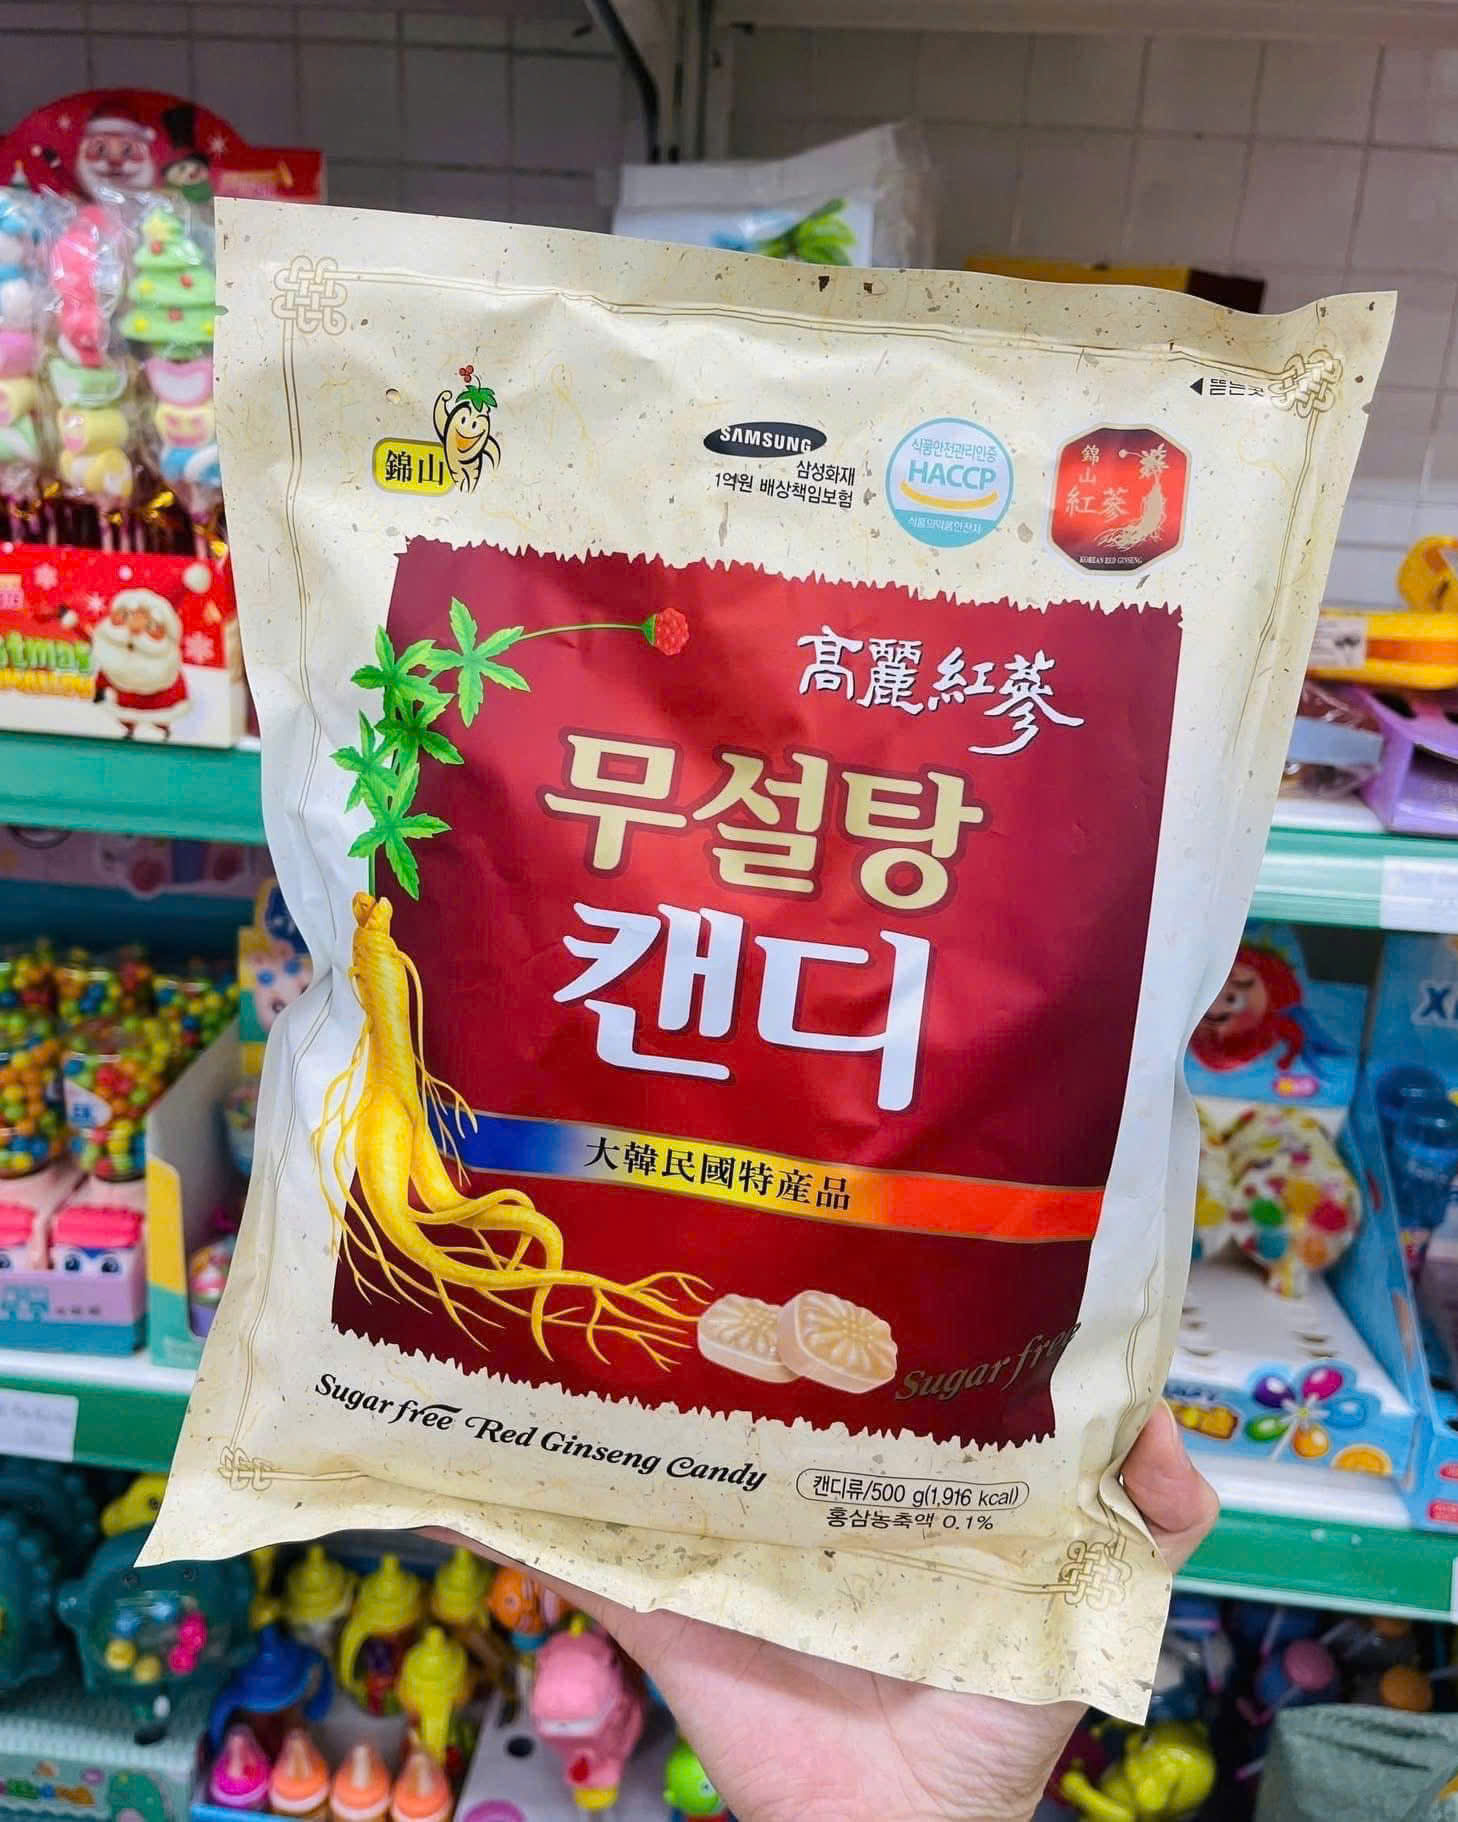 錦山
SAMSUNG
삼성화재
1억원 배상책임보험
식품안전관리인증
HACCP
錦
山
紅蔘
KOREAN RED GINSENG
高麗紅蔘
무설탕
캔디
大韓民國特産品
Sugar free
Sugar free Red Ginseng Candy
캔디류/500 g(1,916 kcal)
홍삼농축액 0.1%